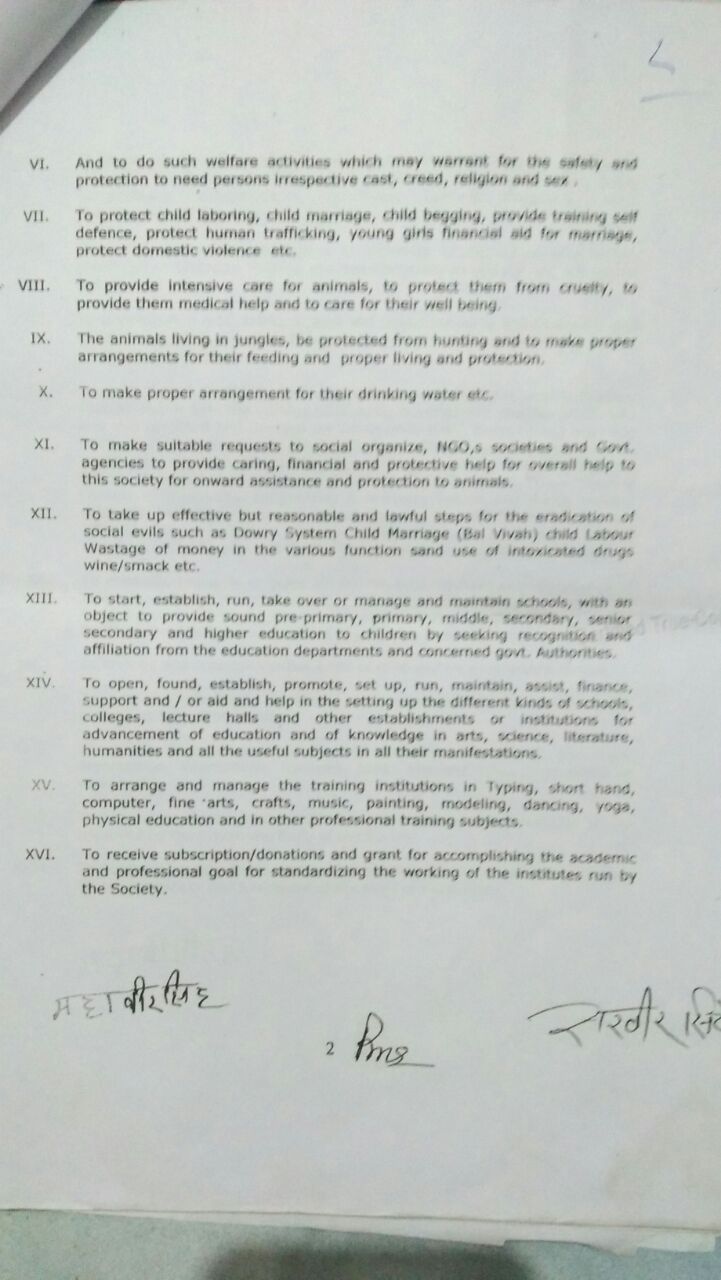 VI. And to do such welfare activities which may warrant for the safety and
protection to need persons irrespective cast, creed, religion and sex .
VII. To protect child laboring, child marriage, child begging, provide training self
defence, protect human trafficking, young girls financial aid for marriage,
protect domestic violence etc.
VIII. To provide intensive care for animals, to protect them from cruelty, to
provide them medical help and to care for their well being.
IX. The animals living in jungles, be protected from hunting and to make proper
arrangements for their feeding and proper living and protection.
X. To make proper arrangement for their drinking water etc.
XI. To make suitable requests to social organize, NGO,s societies and Govt.
agencies to provide caring, financial and protective help for overall help to
this society for onward assistance and protection to animals.
XII. To take up effective but reasonable and lawful steps for the eradication of
social evils such as Dowry System Child Marriage (Bal Vivah) child Labour
Wastage of money in the various function sand use of intoxicated drugs
wine/smack etc.
XIII. To start, establish, run, take over or manage and maintain schools, with an
object to provide sound pre-primary, primary, middle, secondary, senior
secondary and higher education to children by seeking recognition and
affiliation from the education departments and concerned govt. Authorities.
XIV. To open, found, establish, promote, set up, run, maintain, assist, finance,
support and / or aid and help in the setting up the different kinds of schools,
colleges, lecture halls and other establishments or institutions for
advancement of education and of knowledge in arts, science, literature,
humanities and all the useful subjects in all their manifestations.
XV. To arrange and manage the training institutions in Typing, short hand,
computer, fine arts, crafts, music, painting, modeling, dancing, yoga,
physical education and in other professional training subjects.
XVI. To receive subscription/donations and grant for accomplishing the academic
and professional goal for standardizing the working of the institutes run by
the Society.
महावीर सिंह
2